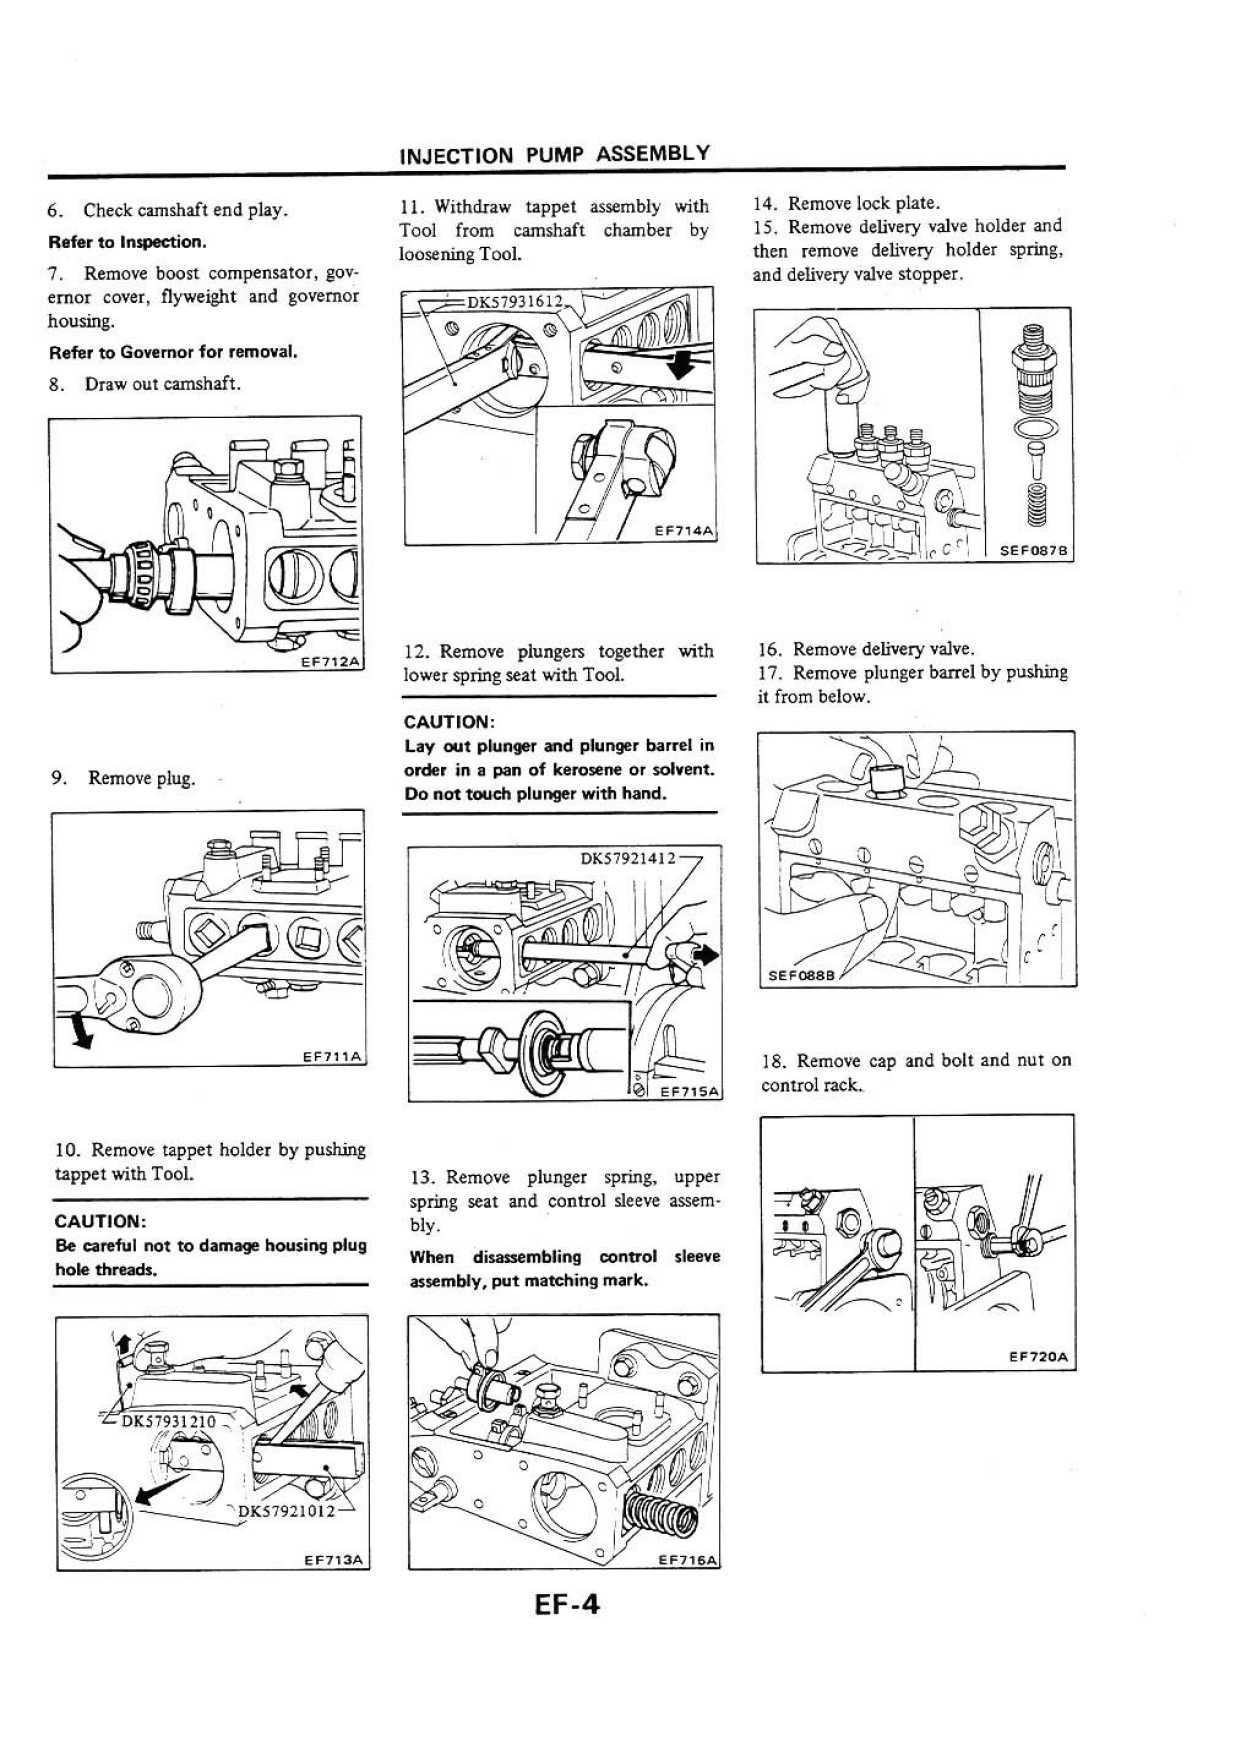 INJECTION PUMP ASSEMBLY
6. Check camshaft end play.
Refer to Inspection.
7. Remove boost compensator, gov-
ernor cover, flyweight and governor
housing.
Refer to Governor for removal.
8. Draw out camshaft.
EF712A
9. Remove plug.
EF711A
10. Remove tappet holder by pushing
tappet with Tool.
CAUTION:
Be careful not to damage housing plug
hole threads.
DK57931210
DK57921012
EF713A
11. Withdraw tappet assembly with
Tool from camshaft chamber by
loosening Tool.
DK57931612
EF714A
12. Remove plungers together with
lower spring seat with Tool.
CAUTION:
Lay out plunger and plunger barrel in
order in a pan of kerosene or solvent.
Do not touch plunger with hand.
DK57921412
EF715A
13. Remove plunger spring, upper
spring seat and control sleeve assem-
bly.
When disassembling control sleeve
assembly, put matching mark.
EF716A
14. Remove lock plate.
15. Remove delivery valve holder and
then remove delivery holder spring,
and delivery valve stopper.
SEF087B
16. Remove delivery valve.
17. Remove plunger barrel by pushing
it from below.
SEF088B
18. Remove cap and bolt and nut on
control rack.
EF720A
EF-4